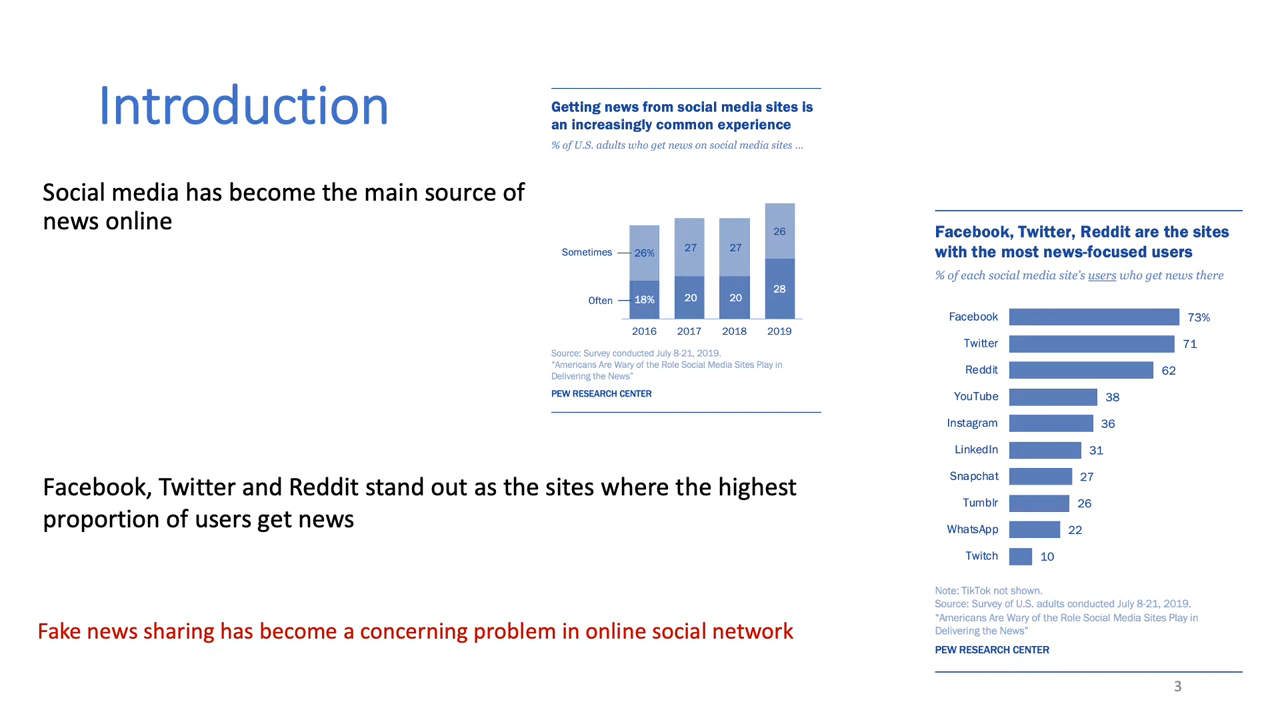 Introduction
Social media has become the main source of
news online
Getting news from social media sites is
an increasingly common experience
% of U.S. adults who get news on social media sites ...
26
27
27
Sometimes
26%
28
Often
18%
20
20
2016
2017
2018
2019
Source: Survey conducted July 8-21, 2019.
"Americans Are Wary of the Role Social Media Sites Play in
Delivering the News"
PEW RESEARCH CENTER
Facebook, Twitter and Reddit stand out as the sites where the highest
proportion of users get news
Fake news sharing has become a concerning problem in online social network
Facebook, Twitter, Reddit are the sites
with the most news-focused users
% of each social media site's users who get news there
Facebook 73%
Twitter 71
Reddit 62
YouTube 38
Instagram 36
LinkedIn 31
Snapchat 27
Tumblr 26
WhatsApp 22
Twitch 10
Note: TikTok not shown.
Source: Survey of U.S. adults conducted July 8-21, 2019.
"Americans Are Wary of the Role Social Media Sites Play in
Delivering the News"
PEW RESEARCH CENTER
3